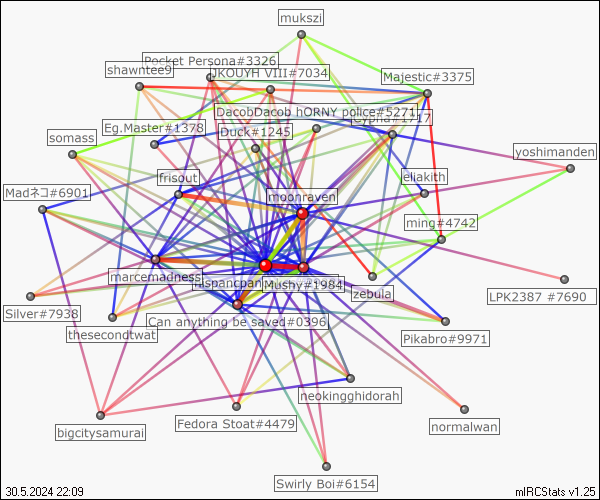 mukszi
Pocket Persona#3326
shawntee9
JKOUYH VIII#7034
Majestic#3375
DacobDacob hORNY police#5271
Eg.Master#1378
Duck#1245
somass
yoshimanden
frisout
eliakith
Madネコ#6901
moonraven
ming#4742
marcemadness
Mushy#1984
zebula
LPK2387 #7690
Silver#7938
Can anything be saved#0396
thesecondtwat
Pikabro#9971
neokingghidorah
Fedora Stoat#4479
normalwan
bigcitysamurai
Swirly Boi#6154
30.5.2024 22:09
mIRCStats v1.25